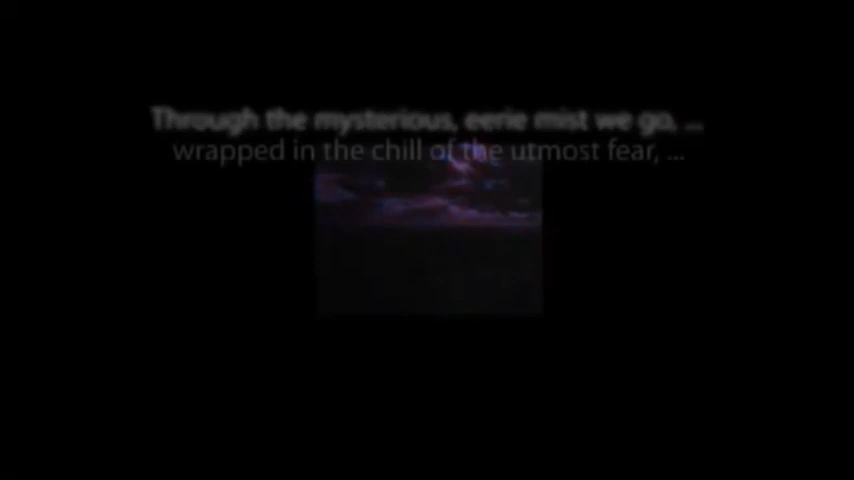 Through the mysterious, eerie mist we go, ...
wrapped in the chill of the utmost fear, ...